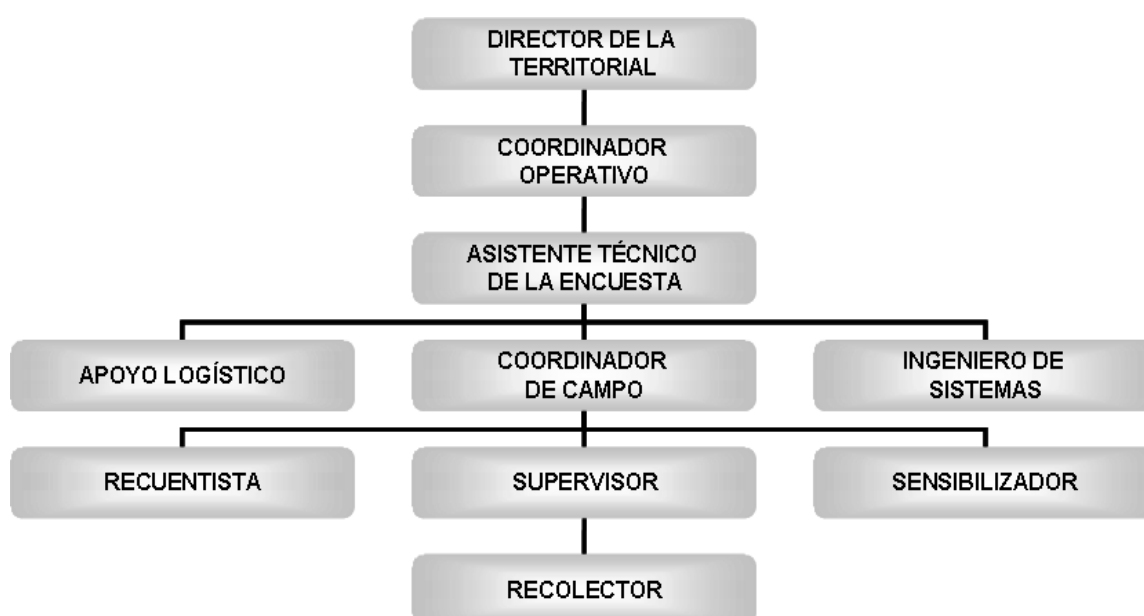 DIRECTOR DE LA
TERRITORIAL
COORDINADOR
OPERATIVO
ASISTENTE TÉCNICO
DE LA ENCUESTA
APOYO LOGÍSTICO
COORDINADOR
DE CAMPO
INGENIERO DE
SISTEMAS
RECUENTISTA
SUPERVISOR
SENSIBILIZADOR
RECOLECTOR